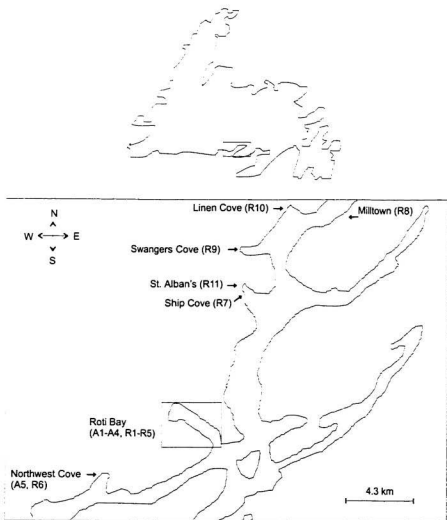 N
W E
S
Linen Cove (R10)
Milltown (R8)
Swangers Cove (R9)
St. Alban's (R11)
Ship Cove (R7)
Roti Bay
(A1-A4, R1-R5)
Northwest Cove
(A5, R6)
4.3 km